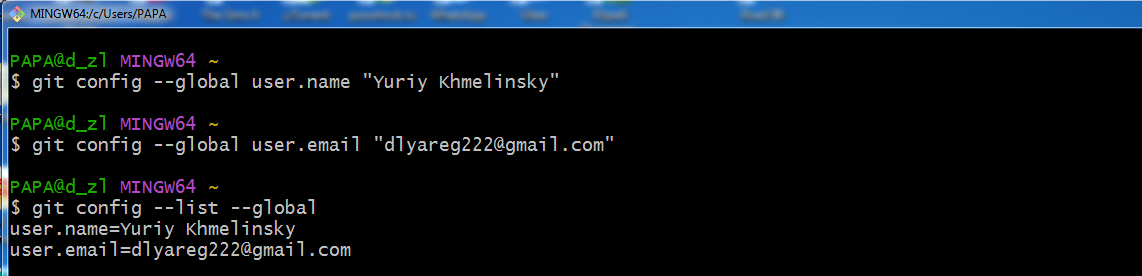 MINGW64:/c/Users/PAPA
PAPA@d_zl MINGW64 ~
$ git config --global user.name "Yuriy Khmelinsky"
PAPA@d_zl MINGW64 ~
$ git config --global user.email "dlyareg222@gmail.com"
PAPA@d_zl MINGW64 ~
$ git config --list --global
user.name=Yuriy Khmelinsky
user.email=dlyareg222@gmail.com